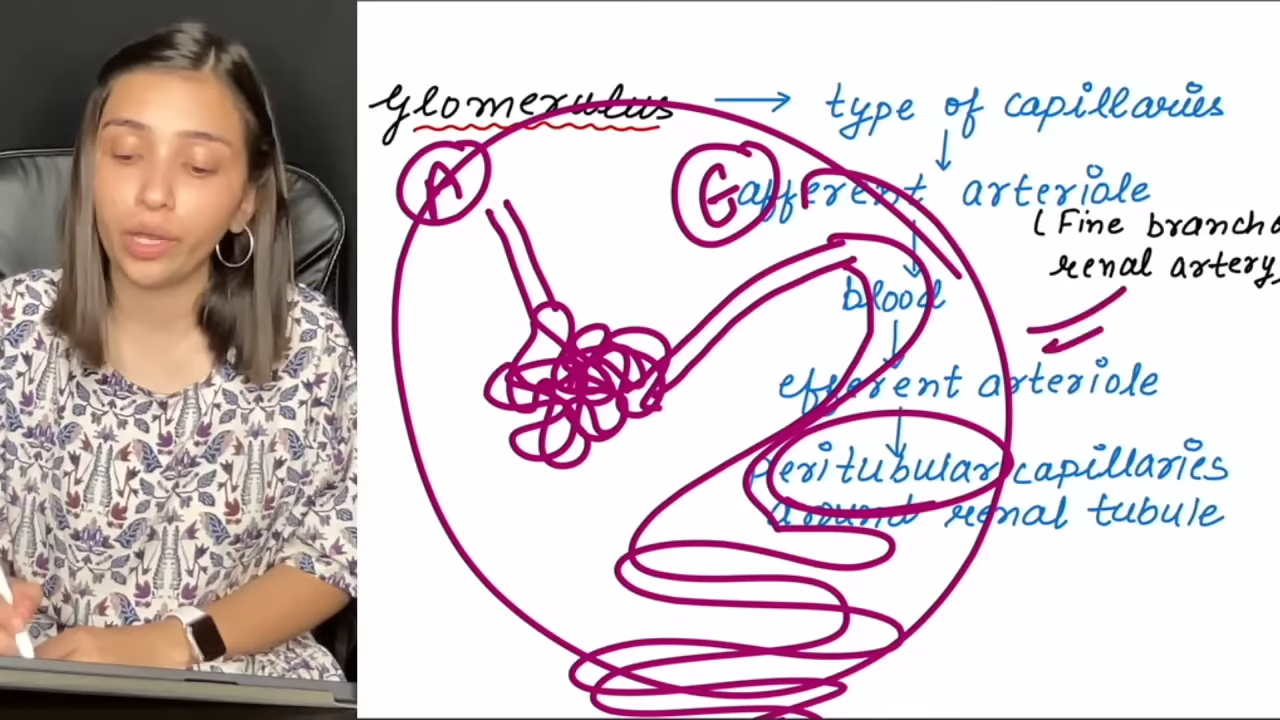 Glomerulus → type of capillaries
↓
A E afferent arteriole
(Fine branch
↓
renal artery
blood
↓
efferent arteriole
↓
peritubular capillaries
around renal tubule